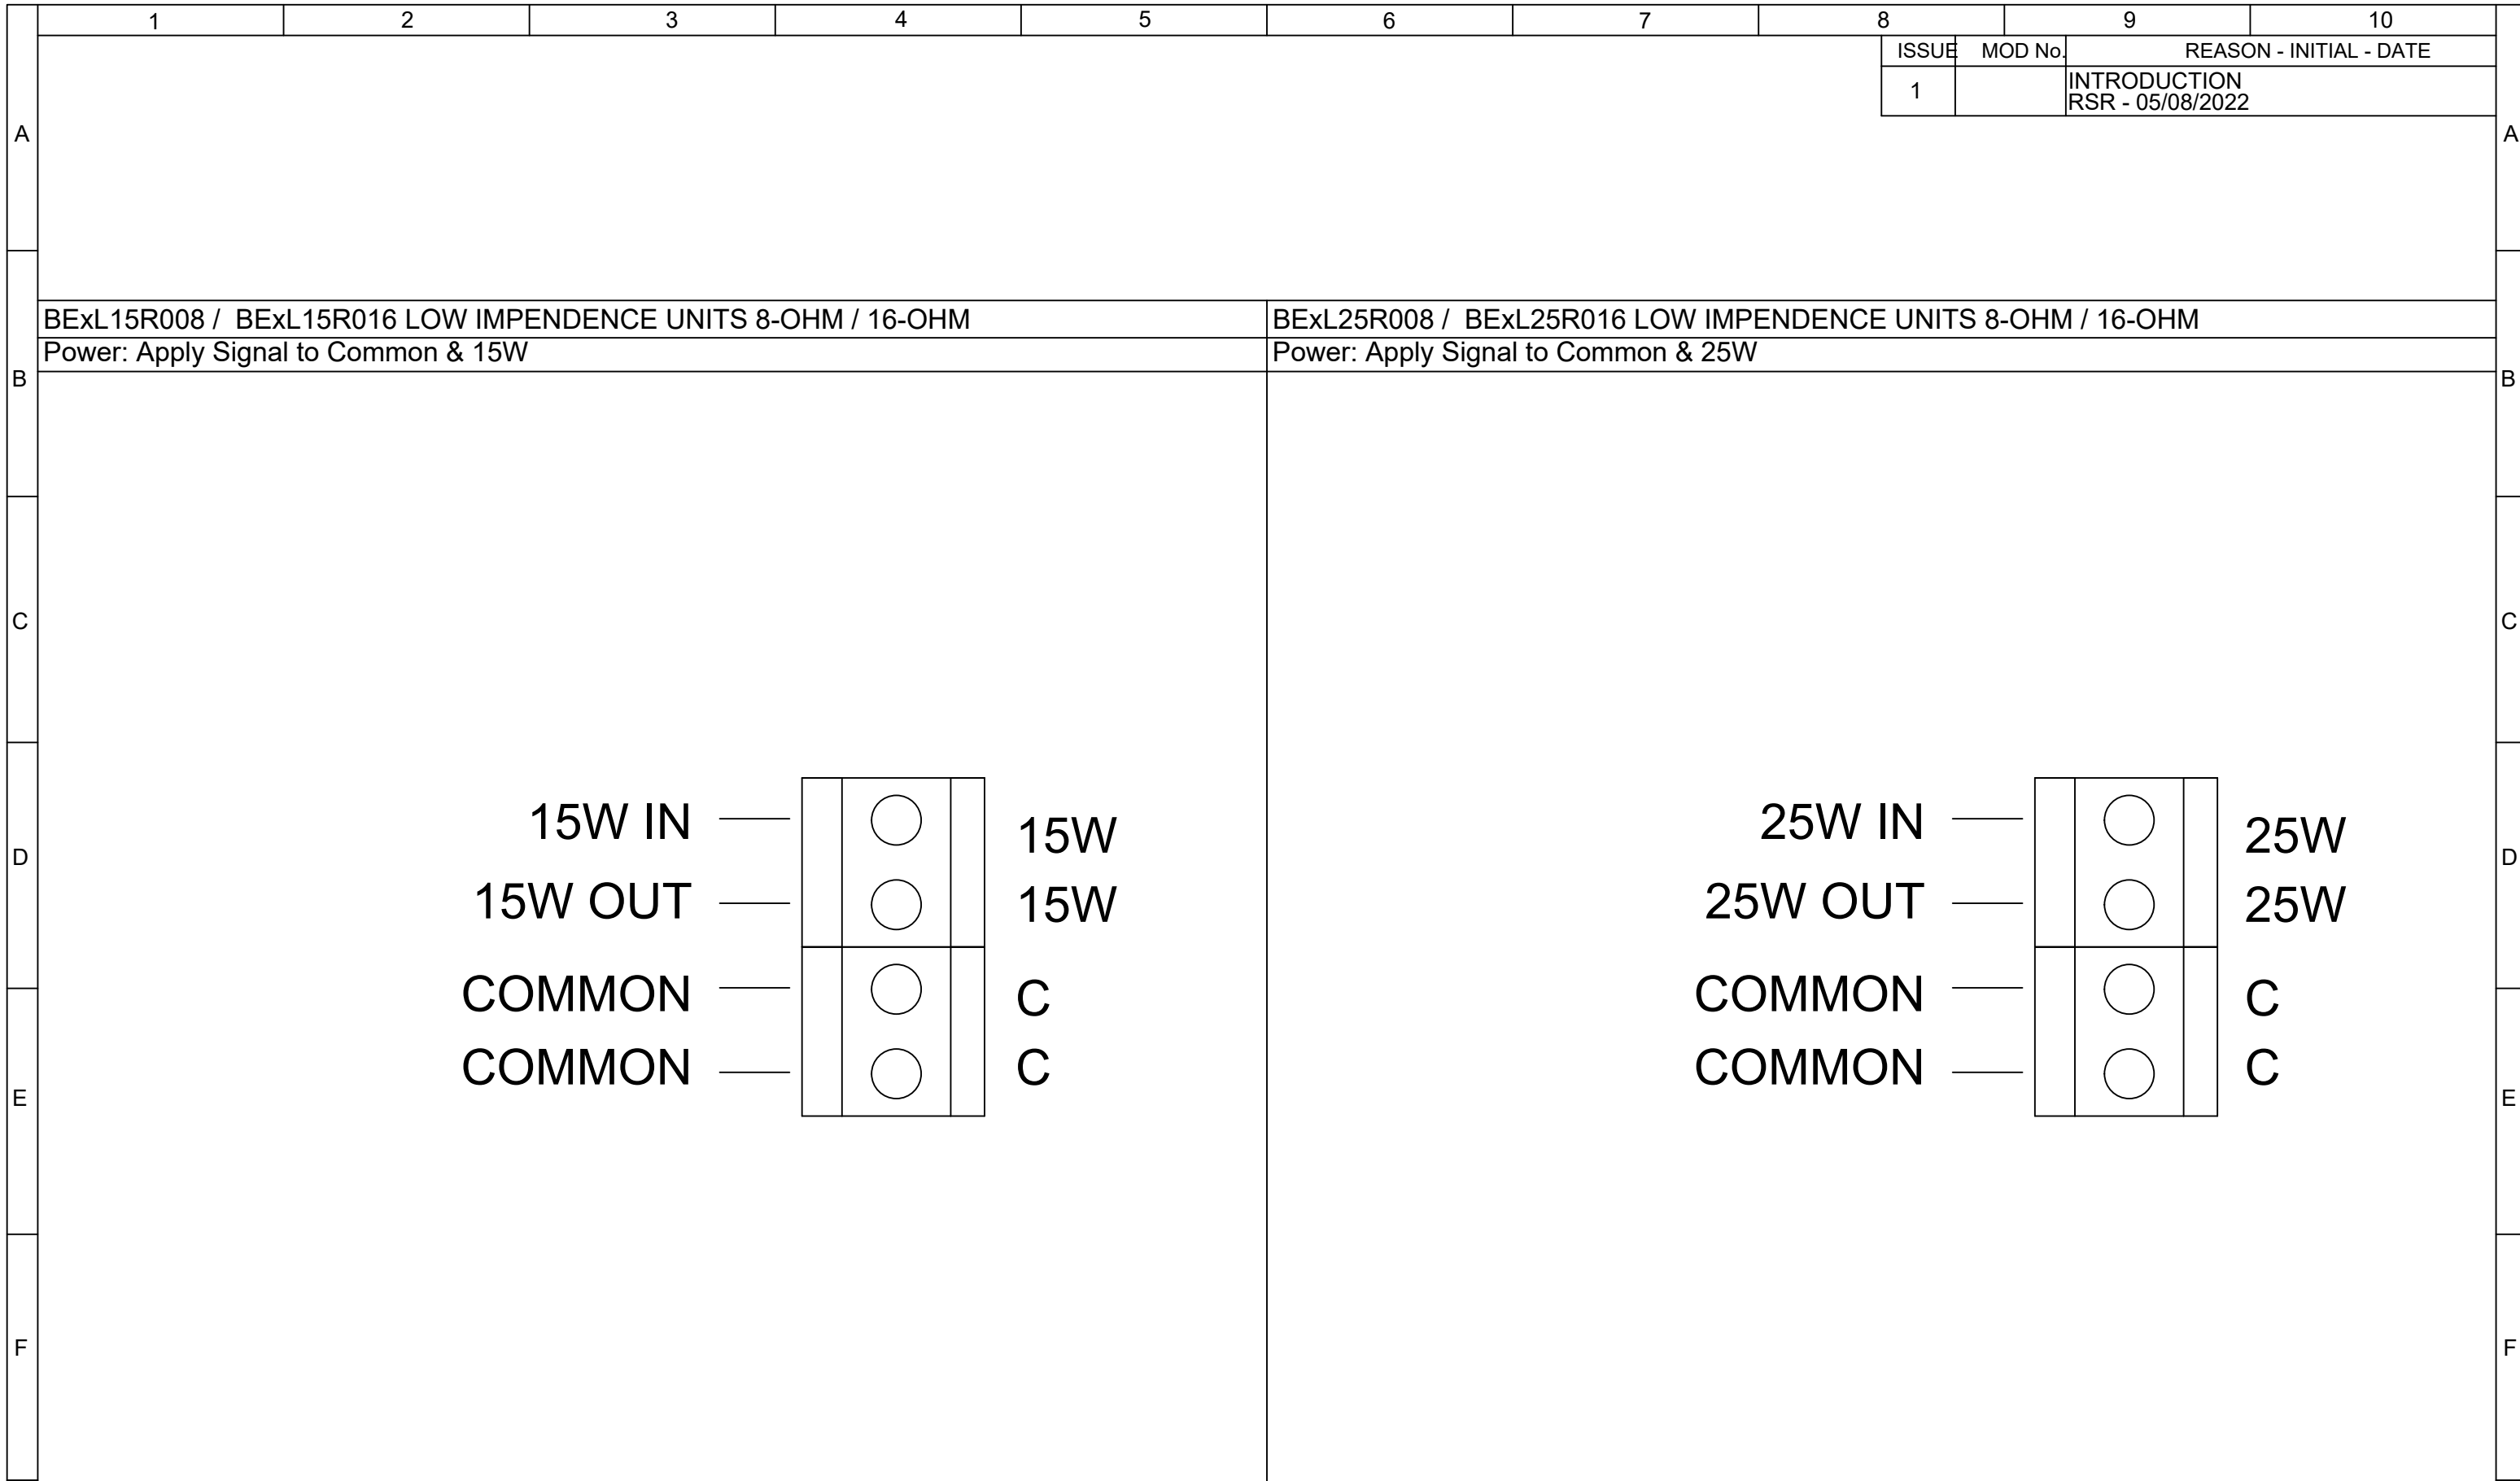 1 2 3 4 5 6 7 8 9 10
ISSUE MOD No. REASON - INITIAL - DATE
1 INTRODUCTION
RSR - 05/08/2022
A A
BExL15R008 / BExL15R016 LOW IMPENDENCE UNITS 8-OHM / 16-OHM
Power: Apply Signal to Common & 15W
BExL25R008 / BExL25R016 LOW IMPENDENCE UNITS 8-OHM / 16-OHM
Power: Apply Signal to Common & 25W
B B
C C
15W IN 15W
15W OUT 15W
COMMON C
COMMON C
25W IN 25W
25W OUT 25W
COMMON C
COMMON C
D D
E E
F F